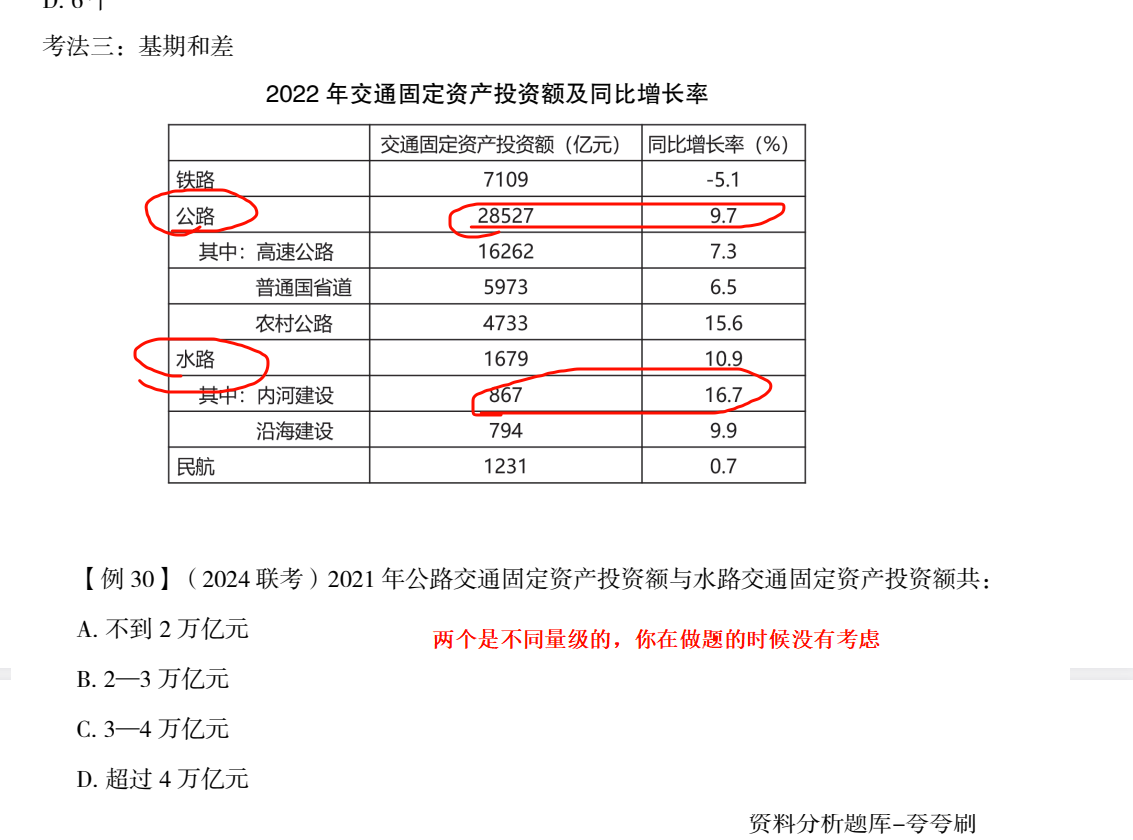 D. 6 个
考法三：基期和差
2022 年交通固定资产投资额及同比增长率
交通固定资产投资额（亿元） 同比增长率（%）
铁路 7109 -5.1
公路 28527 9.7
其中：高速公路 16262 7.3
普通国省道 5973 6.5
农村公路 4733 15.6
水路 1679 10.9
其中：内河建设 867 16.7
沿海建设 794 9.9
民航 1231 0.7
【例 30】（2024 联考）2021 年公路交通固定资产投资额与水路交通固定资产投资额共：
A. 不到 2 万亿元
两个是不同量级的，你在做题的时候没有考虑
B. 2—3 万亿元
C. 3—4 万亿元
D. 超过 4 万亿元
资料分析题库-夸夸刷